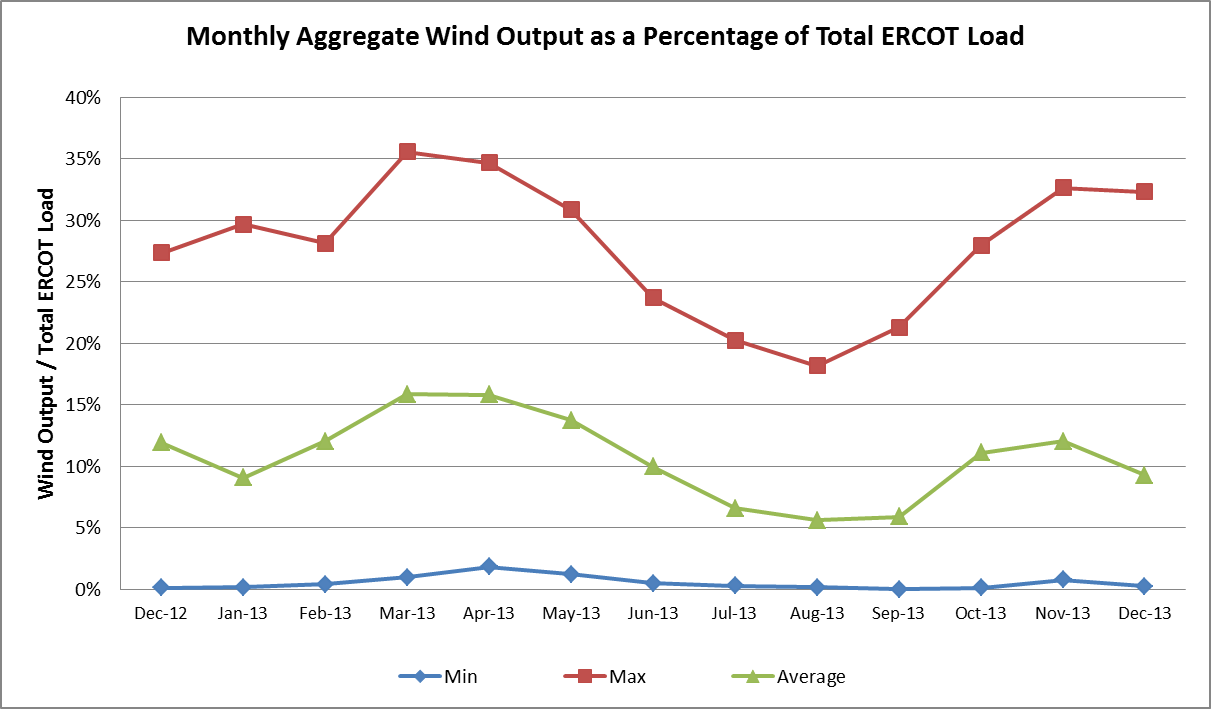 Monthly Aggregate Wind Output as a Percentage of Total ERCOT Load
Wind Output / Total ERCOT Load
40%
35%
30%
25%
20%
15%
10%
5%
0%
Dec-12 Jan-13 Feb-13 Mar-13 Apr-13 May-13 Jun-13 Jul-13 Aug-13 Sep-13 Oct-13 Nov-13 Dec-13
Min Max Average